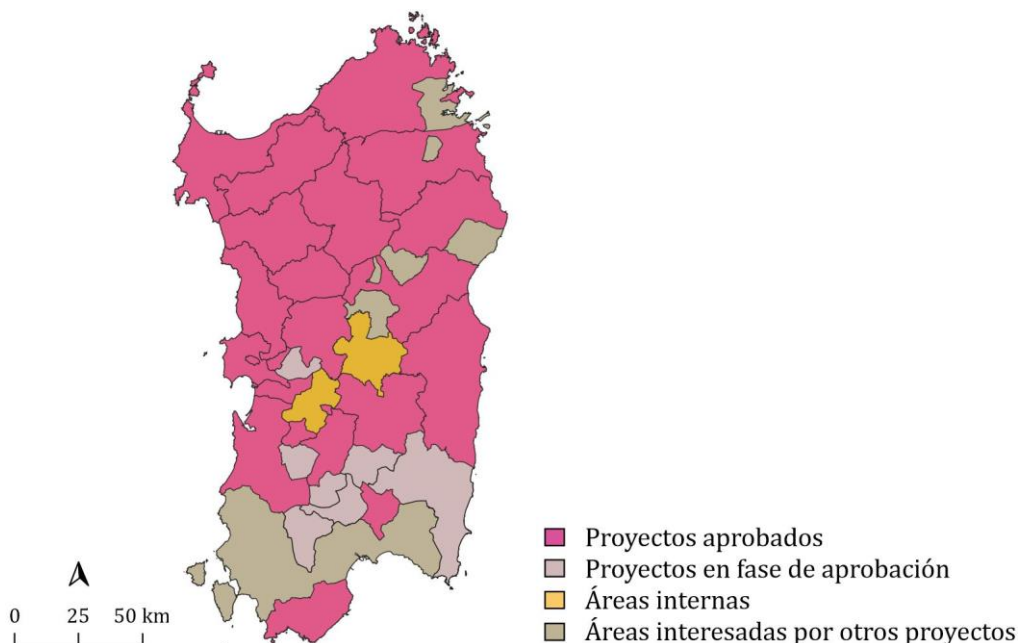 Proyectos aprobados
Proyectos en fase de aprobación
Áreas internas
Áreas interesadas por otros proyectos
0 25 50 km